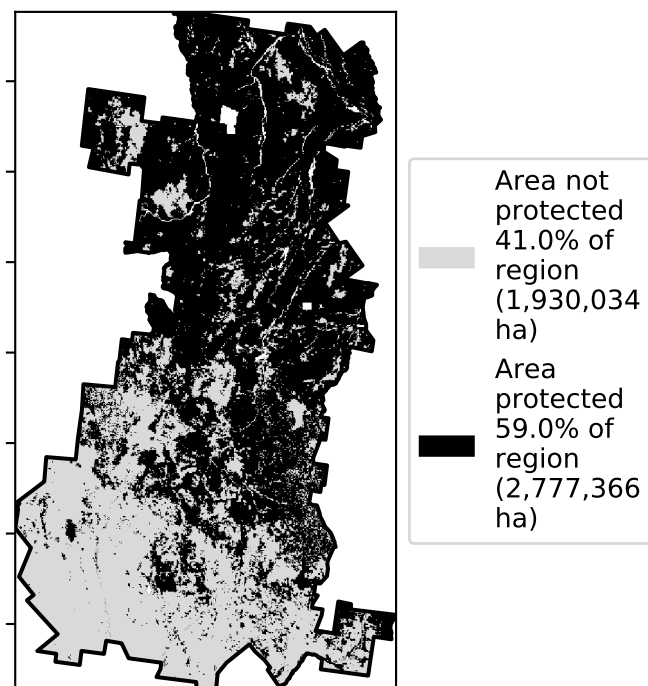 Area not
protected
41.0% of
region
(1,930,034
ha)
Area
protected
59.0% of
region
(2,777,366
ha)